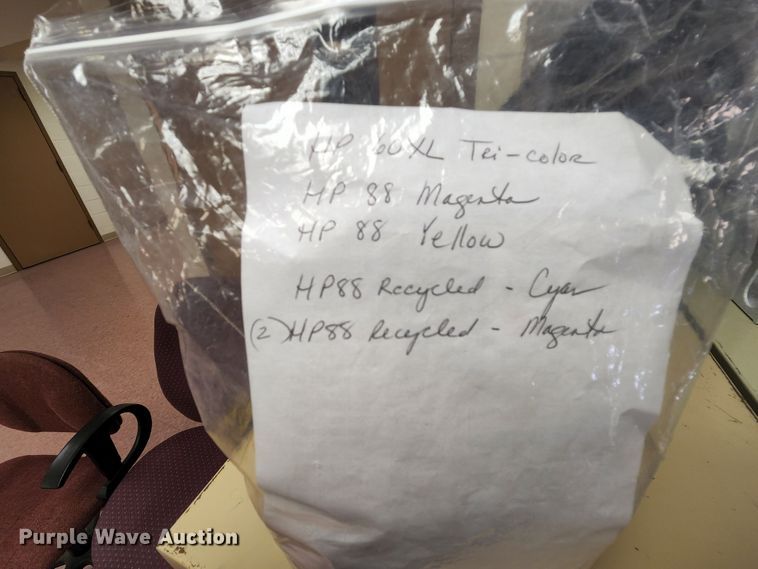 HP 60XL Tri-color
HP 88 Magenta
HP 88 Yellow
HP88 Recycled - Cyan
(2) HP88 Recycled - Magenta
Purple Wave Auction